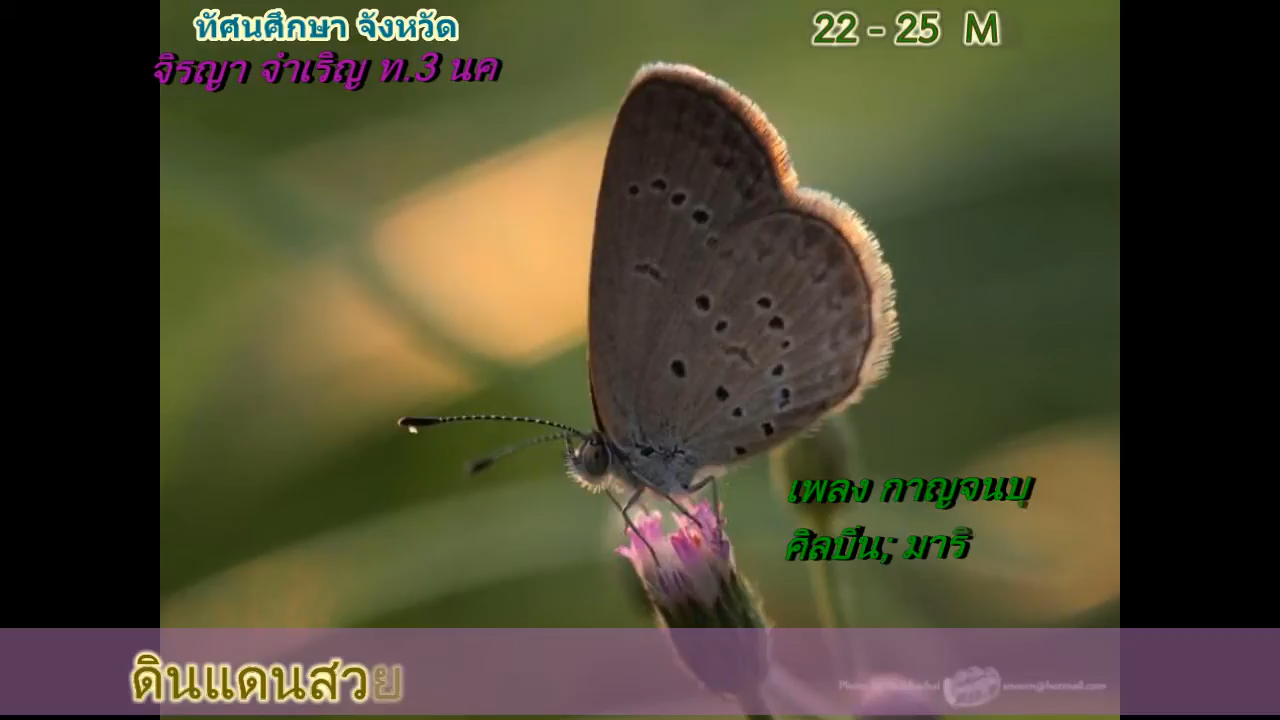 ทัศนศึกษา จังหวัด
22 - 25 M
จิรญา จำเริญ ท.3 นค
เพลง กาญจนบุ
ศิลปิน; มาริ
ดินแดนสวย